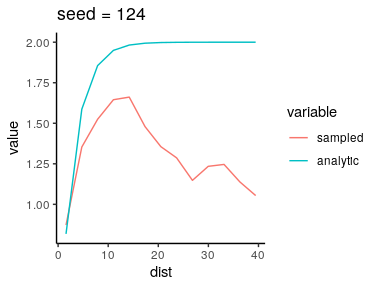 seed = 124
2.00
1.75
1.50
1.25
1.00
value
0 10 20 30 40
dist
variable
sampled
analytic